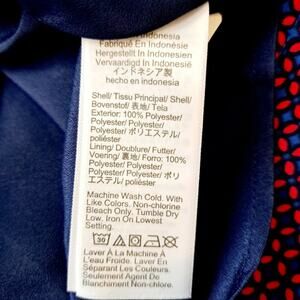 Indonesia
Fabriqué En Indonésie
Hergestellt In Indonesien
Vervaardigd In Indonesië
インドネシア製
hecho en indonesia
Shell/Tissu Principal/Shell/
Bovenstof/ 表地/ Tela
Exterior: 100% Polyester/
Polyester/ Polyester/
Polyester/ ポリエステル/
poliéster
Lining/ Doublure/ Futter/
Voering/ 裏地/ Forro: 100%
Polyester/ Polyester/
Polyester/ Polyester/ ポリ
エステル/ poliéster
Machine Wash Cold. With
Like Colors. Non-chlorine
Bleach Only. Tumble Dry
Low. Iron On Lowest
Setting.
30
Laver À La Machine À
L'eau Froide. Laver En
Séparant Les Couleurs.
Seulement Agent De
Blanchiment Non-chlore.